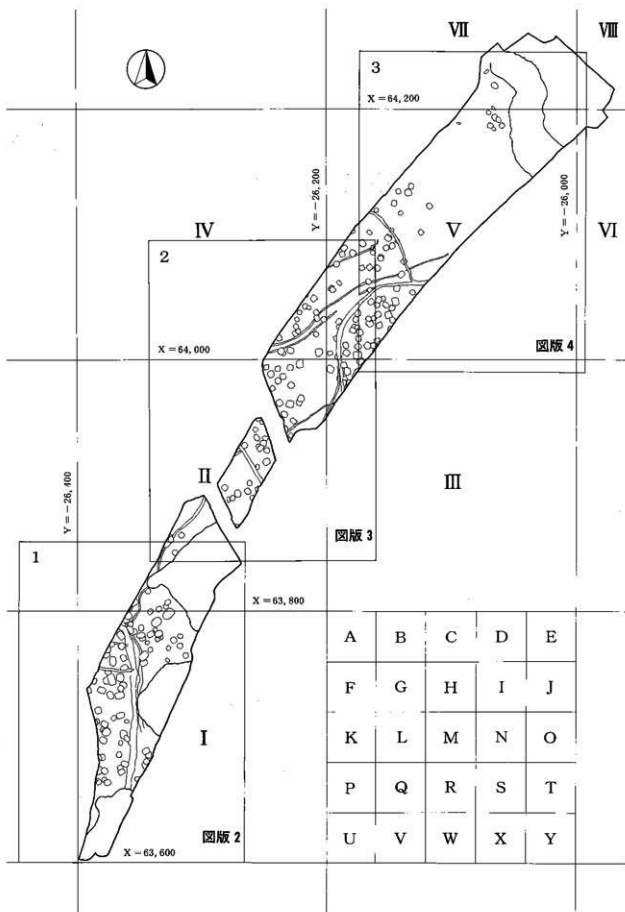 Ⅶ Ⅷ
3
X=64,200
Y=-26,200
Y=-26,000
Ⅳ Ⅴ Ⅵ
2
X=64,000
図版 4
Y=-26,400
Ⅱ Ⅲ
図版 3
1
X=63,800
A B C D E
F G H I J
K L M N O
P Q R S T
U V W X Y
Ⅰ
図版 2
X=63,600